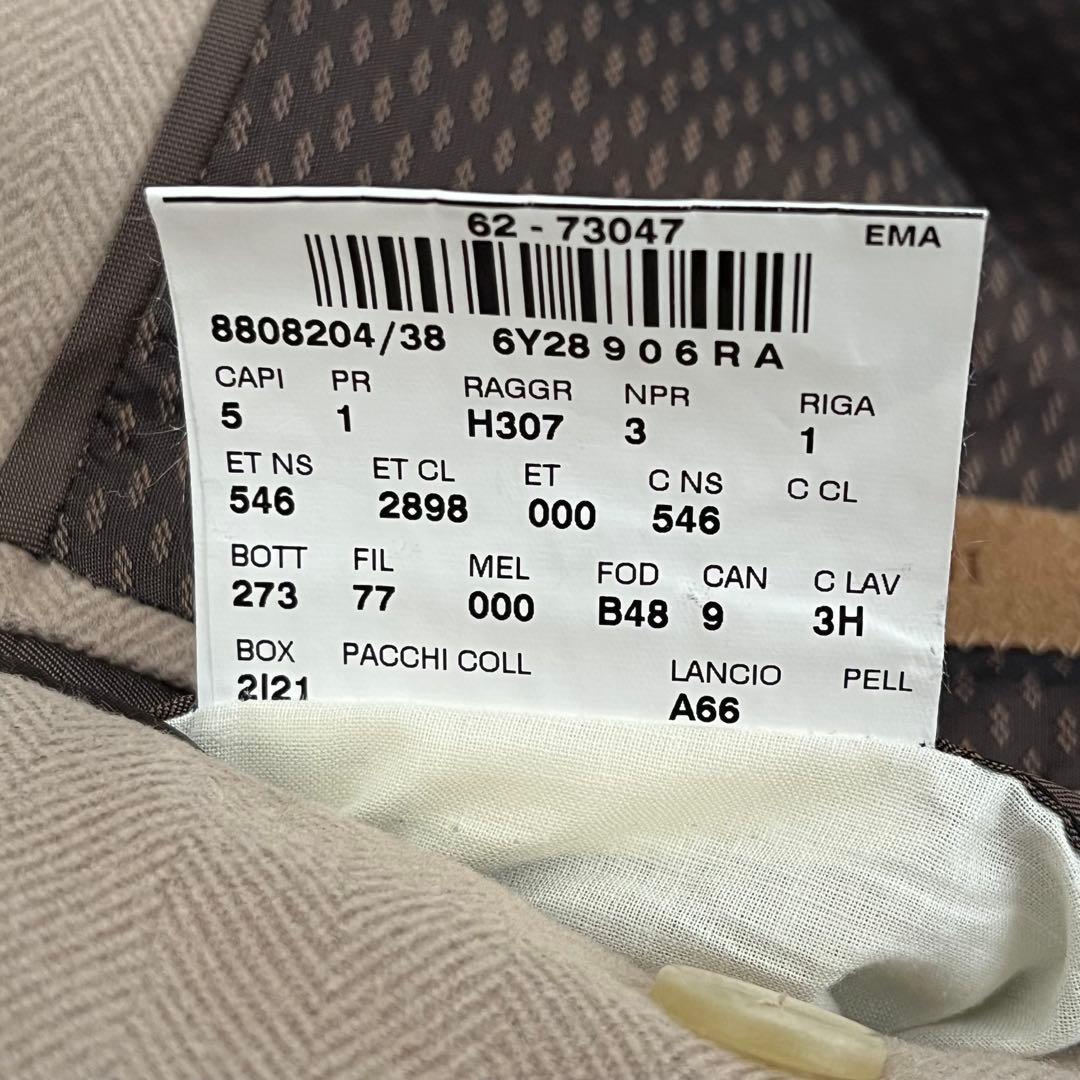 62 - 73047 EMA
8808204/38 6Y28 9 0 6 R A
CAPI PR RAGGR NPR RIGA
5 1 H307 3 1
ET NS ET CL ET C NS C CL
546 2898 000 546
BOTT FIL MEL FOD CAN C LAV
273 77 000 B48 9 3H
BOX PACCHI COLL LANCIO PELL
2I21 A66